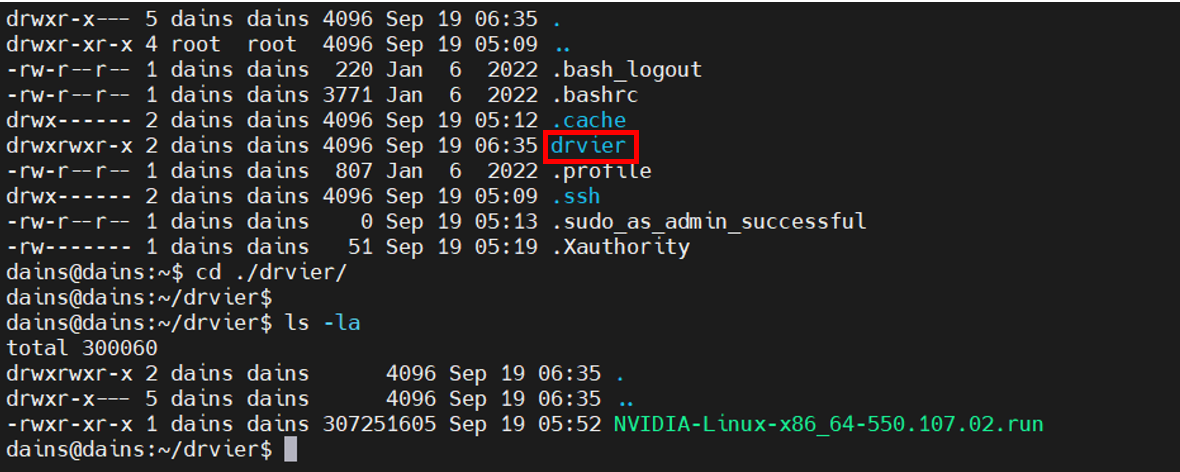 drwxr-x--- 5 dains dains 4096 Sep 19 06:35 .
drwxr-xr-x 4 root  root  4096 Sep 19 05:09 ..
-rw-r--r-- 1 dains dains  220 Jan  6  2022 .bash_logout
-rw-r--r-- 1 dains dains 3771 Jan  6  2022 .bashrc
drwx------ 2 dains dains 4096 Sep 19 05:12 .cache
drwxrwxr-x 2 dains dains 4096 Sep 19 06:35 drvier
-rw-r--r-- 1 dains dains  807 Jan  6  2022 .profile
drwx------ 2 dains dains 4096 Sep 19 05:09 .ssh
-rw-r--r-- 1 dains dains    0 Sep 19 05:13 .sudo_as_admin_successful
-rw------- 1 dains dains   51 Sep 19 05:19 .Xauthority
dains@dains:~$ cd ./drvier/
dains@dains:~/drvier$
dains@dains:~/drvier$ ls -la
total 300060
drwxrwxr-x 2 dains dains      4096 Sep 19 06:35 .
drwxr-x--- 5 dains dains      4096 Sep 19 06:35 ..
-rwxr-xr-x 1 dains dains 307251605 Sep 19 05:52 NVIDIA-Linux-x86_64-550.107.02.run
dains@dains:~/drvier$